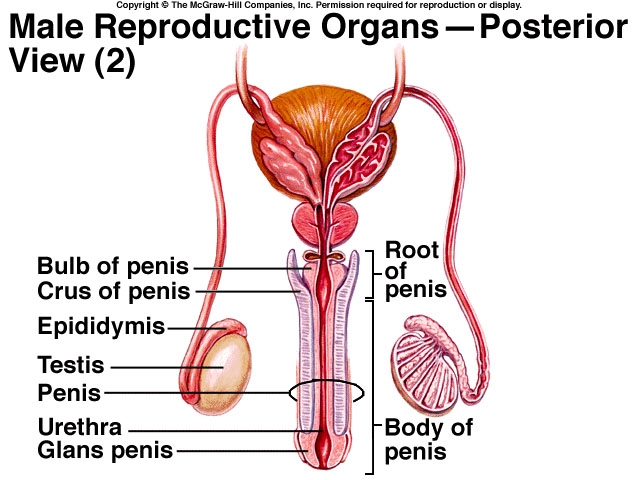 Copyright © The McGraw-Hill Companies, Inc. Permission required for reproduction or display.
Male Reproductive Organs—Posterior
View (2)
Bulb of penis
Crus of penis
Epididymis
Testis
Penis
Urethra
Glans penis
Root
of
penis
Body of
penis